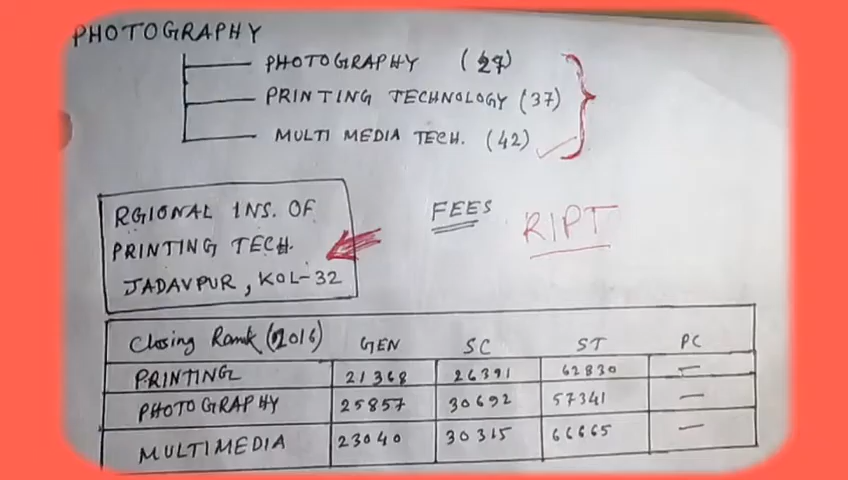 PHOTOGRAPHY
PHOTOGRAPHY (27)
PRINTING TECHNOLOGY (37)
MULTI MEDIA TECH. (42)
RGIONAL INS. OF
PRINTING TECH.
JADAVPUR, KOL-32
FEES
RIPT
Closing Rank (2016) GEN SC ST PC
PRINTING 21368 26391 62830 —
PHOTOGRAPHY 25857 30692 57341 —
MULTIMEDIA 23040 30315 66665 —